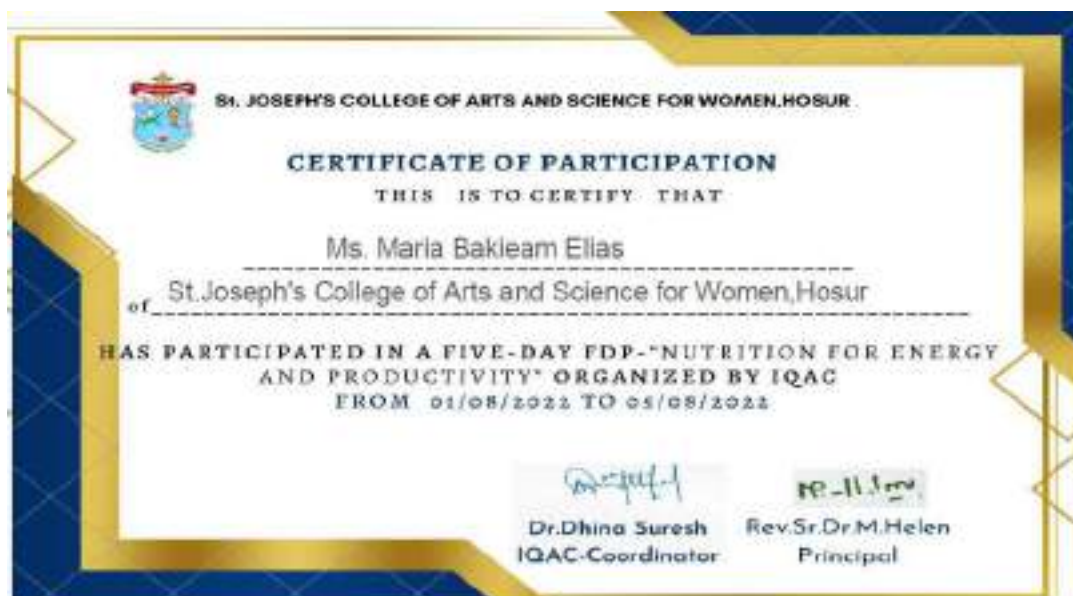 St. JOSEPH'S COLLEGE OF ARTS AND SCIENCE FOR WOMEN,HOSUR
CERTIFICATE OF PARTICIPATION
THIS IS TO CERTIFY THAT
Ms. Maria Bakleam Elias
of St.Joseph's College of Arts and Science for Women,Hosur
HAS PARTICIPATED IN A FIVE-DAY FDP-"NUTRITION FOR ENERGY
AND PRODUCTIVITY" ORGANIZED BY IQAC
FROM 01/08/2022 TO 05/08/2022
Dr.Dhina Suresh Rev.Sr.Dr.M.Helen
IQAC-Coordinator Principal